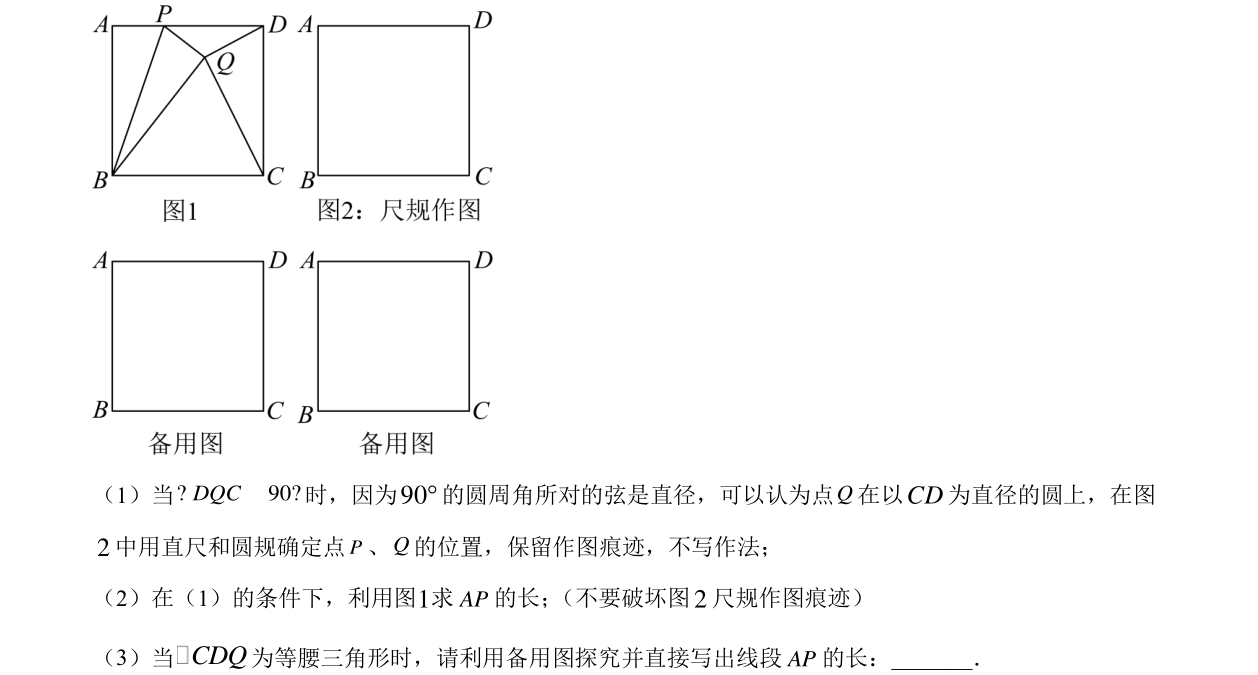 A P D A D
Q
B C B C
图1 图2：尺规作图
A D A D
B C B C
备用图 备用图
（1）当? DQC 90?时，因为90°的圆周角所对的弦是直径，可以认为点Q在以CD为直径的圆上，在图
2中用直尺和圆规确定点P、Q的位置，保留作图痕迹，不写作法；
（2）在（1）的条件下，利用图1求AP的长；（不要破坏图2尺规作图痕迹）
（3）当□CDQ为等腰三角形时，请利用备用图探究并直接写出线段AP的长：_______．